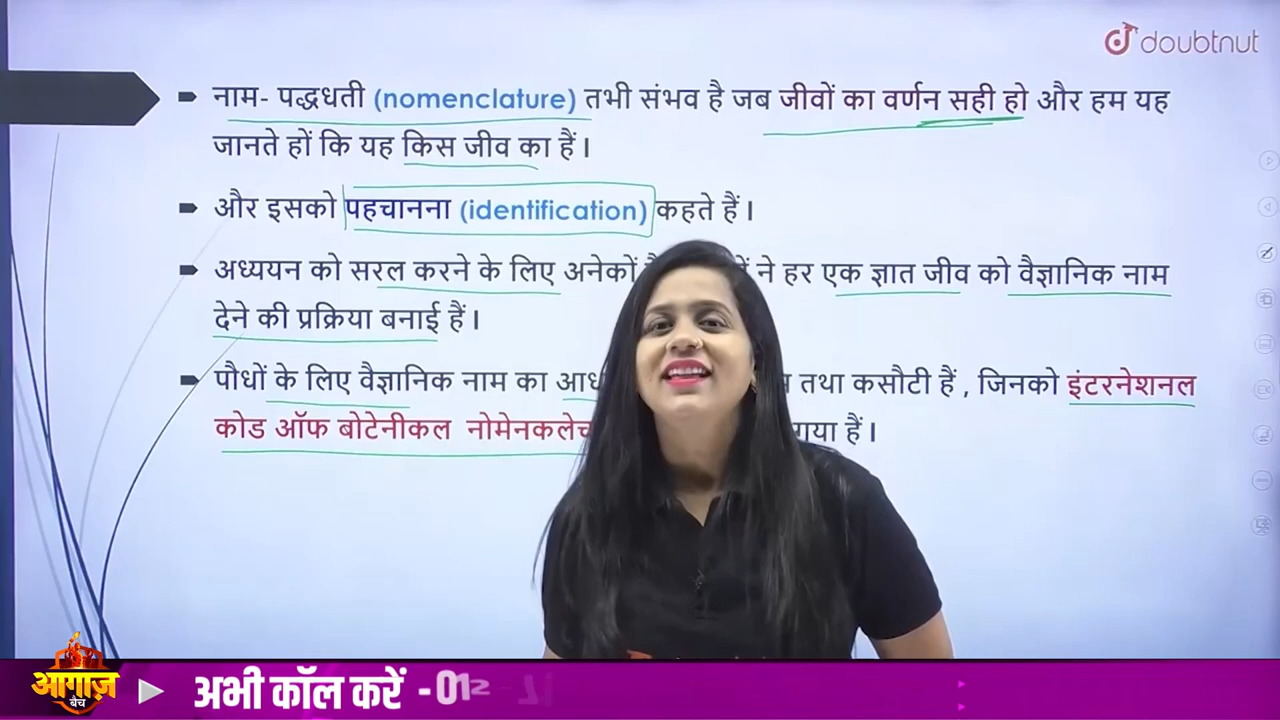 doubtnut
नाम- पद्धधती (nomenclature) तभी संभव है जब जीवों का वर्णन सही हो और हम यह
जानते हों कि यह किस जीव का हैं I
और इसको पहचानना (identification) कहते हैं I
अध्ययन को सरल करने के लिए अनेकों ने हर एक ज्ञात जीव को वैज्ञानिक नाम
देने की प्रक्रिया बनाई हैं I
पौधों के लिए वैज्ञानिक नाम का तथा कसौटी हैं , जिनको इंटरनेशनल
कोड ऑफ बोटेनीकल गया हैं I
आगाज़
बैच
अभी कॉल करें - 012